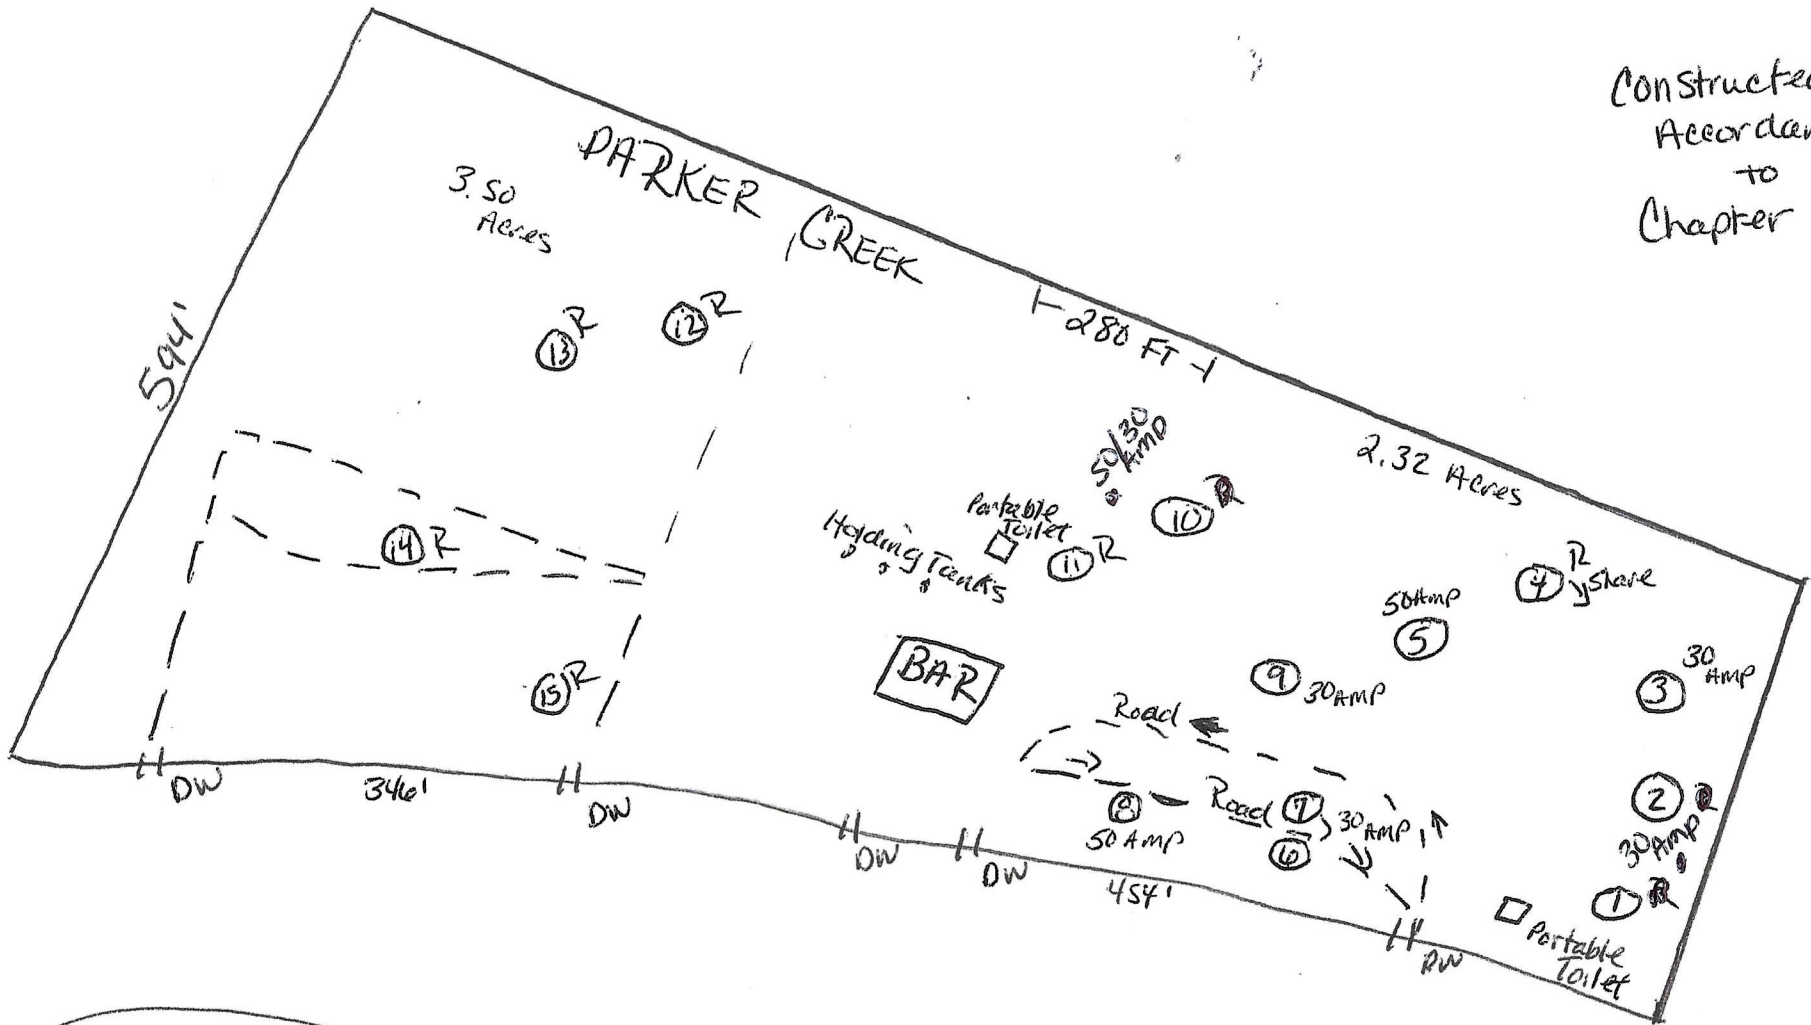 Constructed
Accordan
to
Chapter
PARKER CREEK
3.50
Acres
594'
280 FT
2.32 Acres
13 R
12 R
50/30
AMP
Portable
Toilet
10
Holding Tanks
11 R
14 R
50AMP
5
4 R
Share
BAR
9 30AMP
30
AMP
3
15 R
Road
Road
8
50 AMP
7
6
30AMP
2
30AMP
1
DW
346'
DW
DW
DW
454'
DW
Portable
Toilet